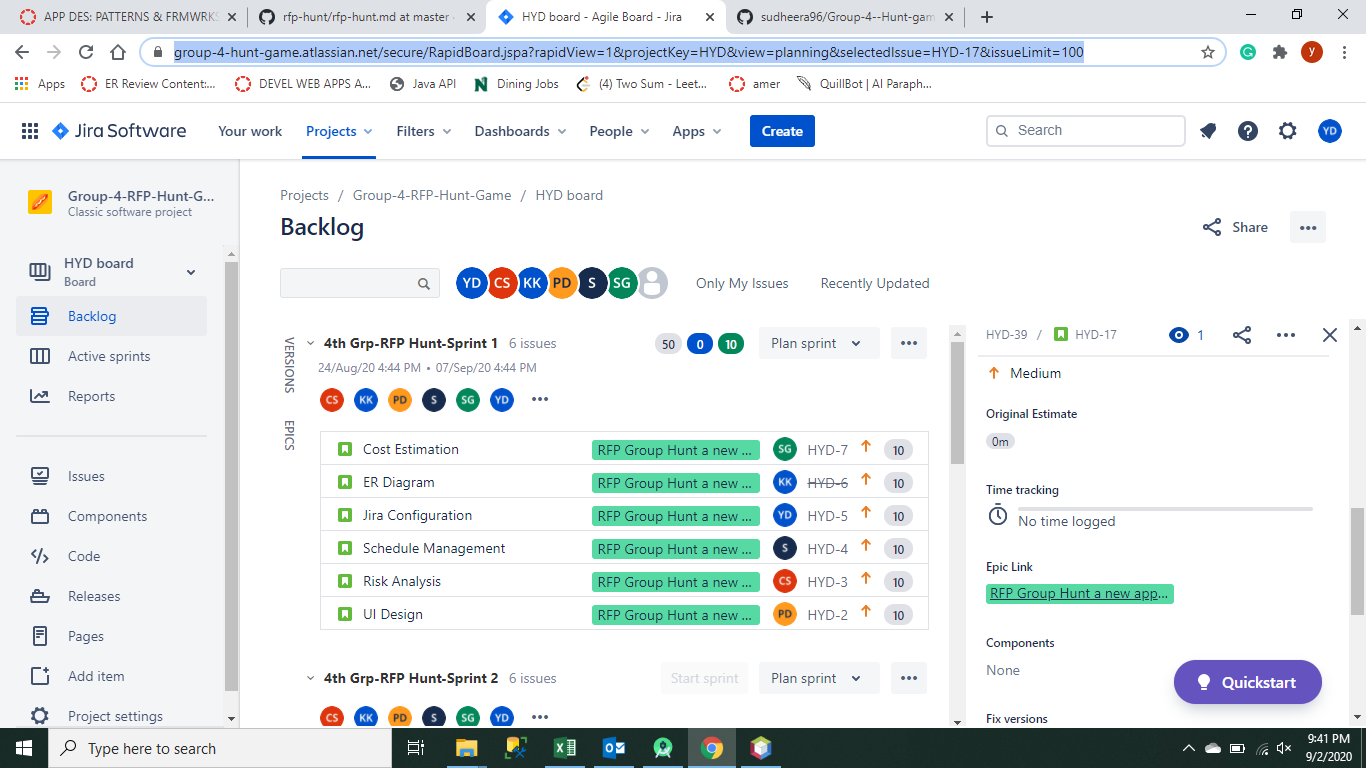 APP DES: PATTERNS & FRMWRKS
rfp-hunt/rfp-hunt.md at master
HYD board - Agile Board - Jira
sudheera96/Group-4--Hunt-gam
group-4-hunt-game.atlassian.net/secure/RapidBoard.jspa?rapidView=1&projectKey=HYD&view=planning&selectedIssue=HYD-17&issueLimit=100
y
Apps
ER Review Content:...
DEVEL WEB APPS A...
Java API
Dining Jobs
(4) Two Sum - Leet...
amer
QuillBot | AI Paraph...
Jira Software
Your work
Projects
Filters
Dashboards
People
Apps
Create
Search
YD
Group-4-RFP-Hunt-G...
Classic software project
HYD board
Board
Backlog
Active sprints
Reports
Issues
Components
Code
Releases
Pages
Add item
Project settings
Projects / Group-4-RFP-Hunt-Game / HYD board
Backlog
Share
YD CS KK PD S SG
Only My Issues
Recently Updated
VERSIONS
EPICS
4th Grp-RFP Hunt-Sprint 1 6 issues
50 0 10
Plan sprint
24/Aug/20 4:44 PM • 07/Sep/20 4:44 PM
CS KK PD S SG YD
Cost Estimation RFP Group Hunt a new ... SG HYD-7 10
ER Diagram RFP Group Hunt a new ... KK HYD-6 10
Jira Configuration RFP Group Hunt a new ... YD HYD-5 10
Schedule Management RFP Group Hunt a new ... S HYD-4 10
Risk Analysis RFP Group Hunt a new ... CS HYD-3 10
UI Design RFP Group Hunt a new ... PD HYD-2 10
4th Grp-RFP Hunt-Sprint 2 6 issues
Start sprint
Plan sprint
CS KK PD S SG YD
HYD-39 / HYD-17
1
Medium
Original Estimate
0m
Time tracking
No time logged
Epic Link
RFP Group Hunt a new app...
Components
None
Quickstart
Fix versions
Type here to search
9:41 PM
9/2/2020